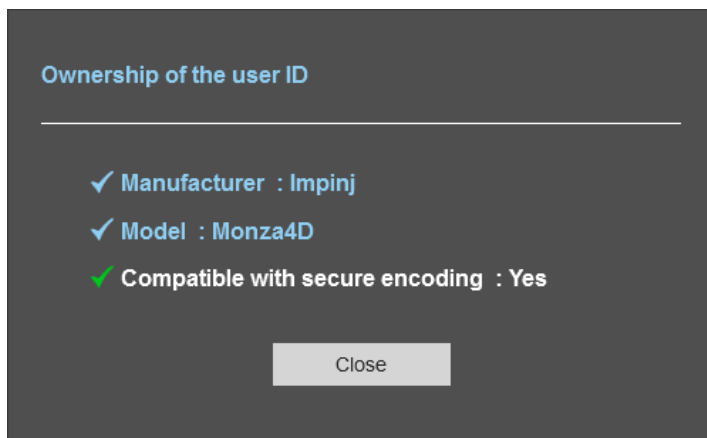 Ownership of the user ID
Manufacturer : Impinj
Model : Monza4D
Compatible with secure encoding : Yes
Close